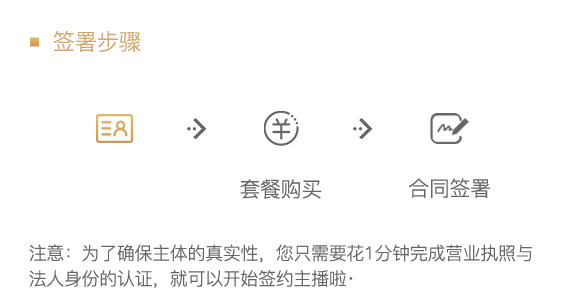 签署步骤
套餐购买
合同签署
注意：为了确保主体的真实性，您只需要花1分钟完成营业执照与
法人身份的认证，就可以开始签约主播啦·